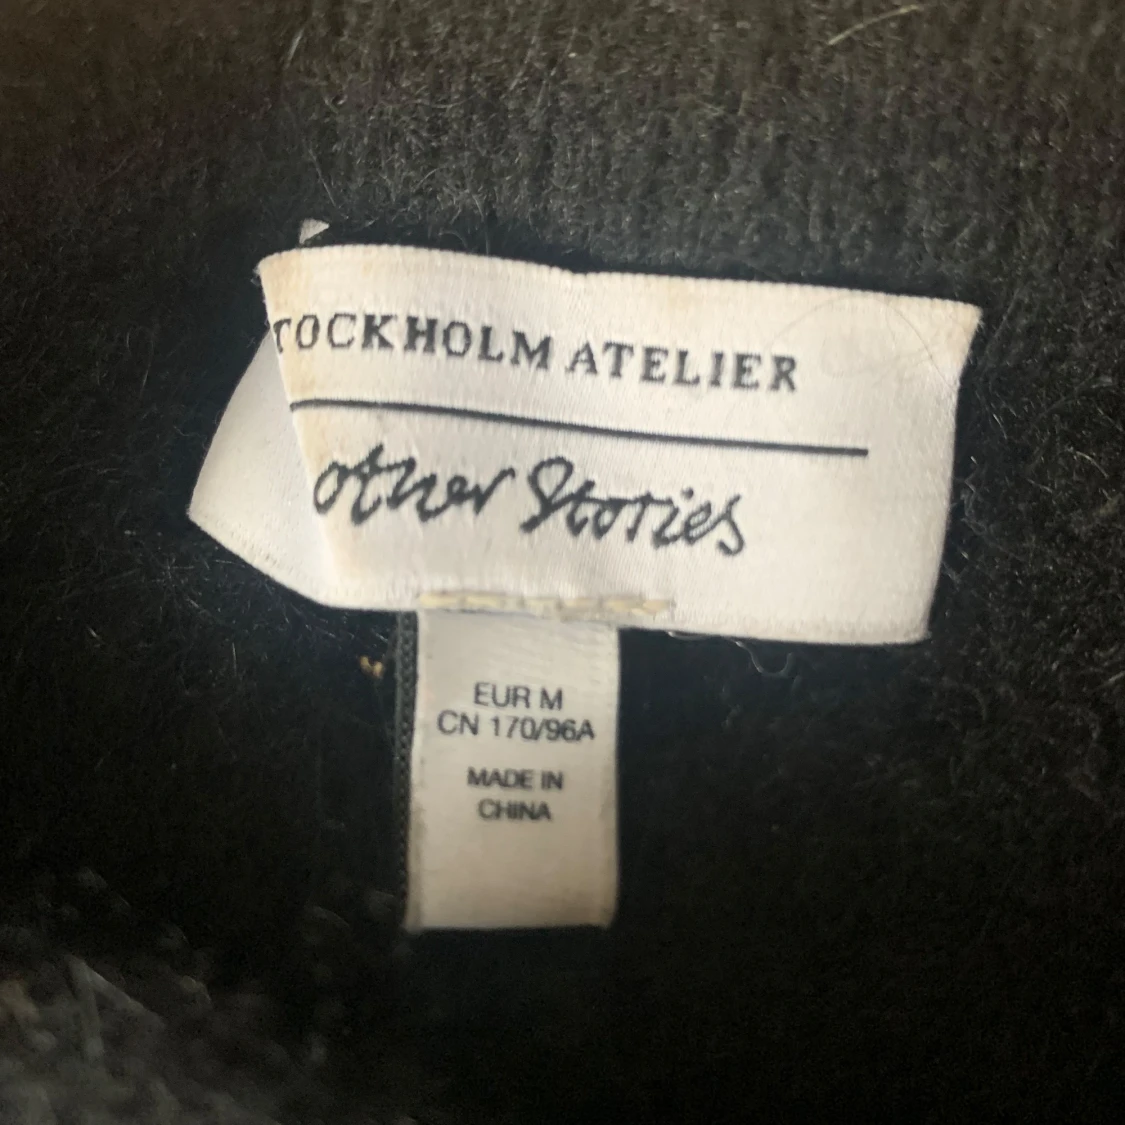 TOCKHOLM ATELIER
other Stories
EUR M
CN 170/96A
MADE IN
CHINA